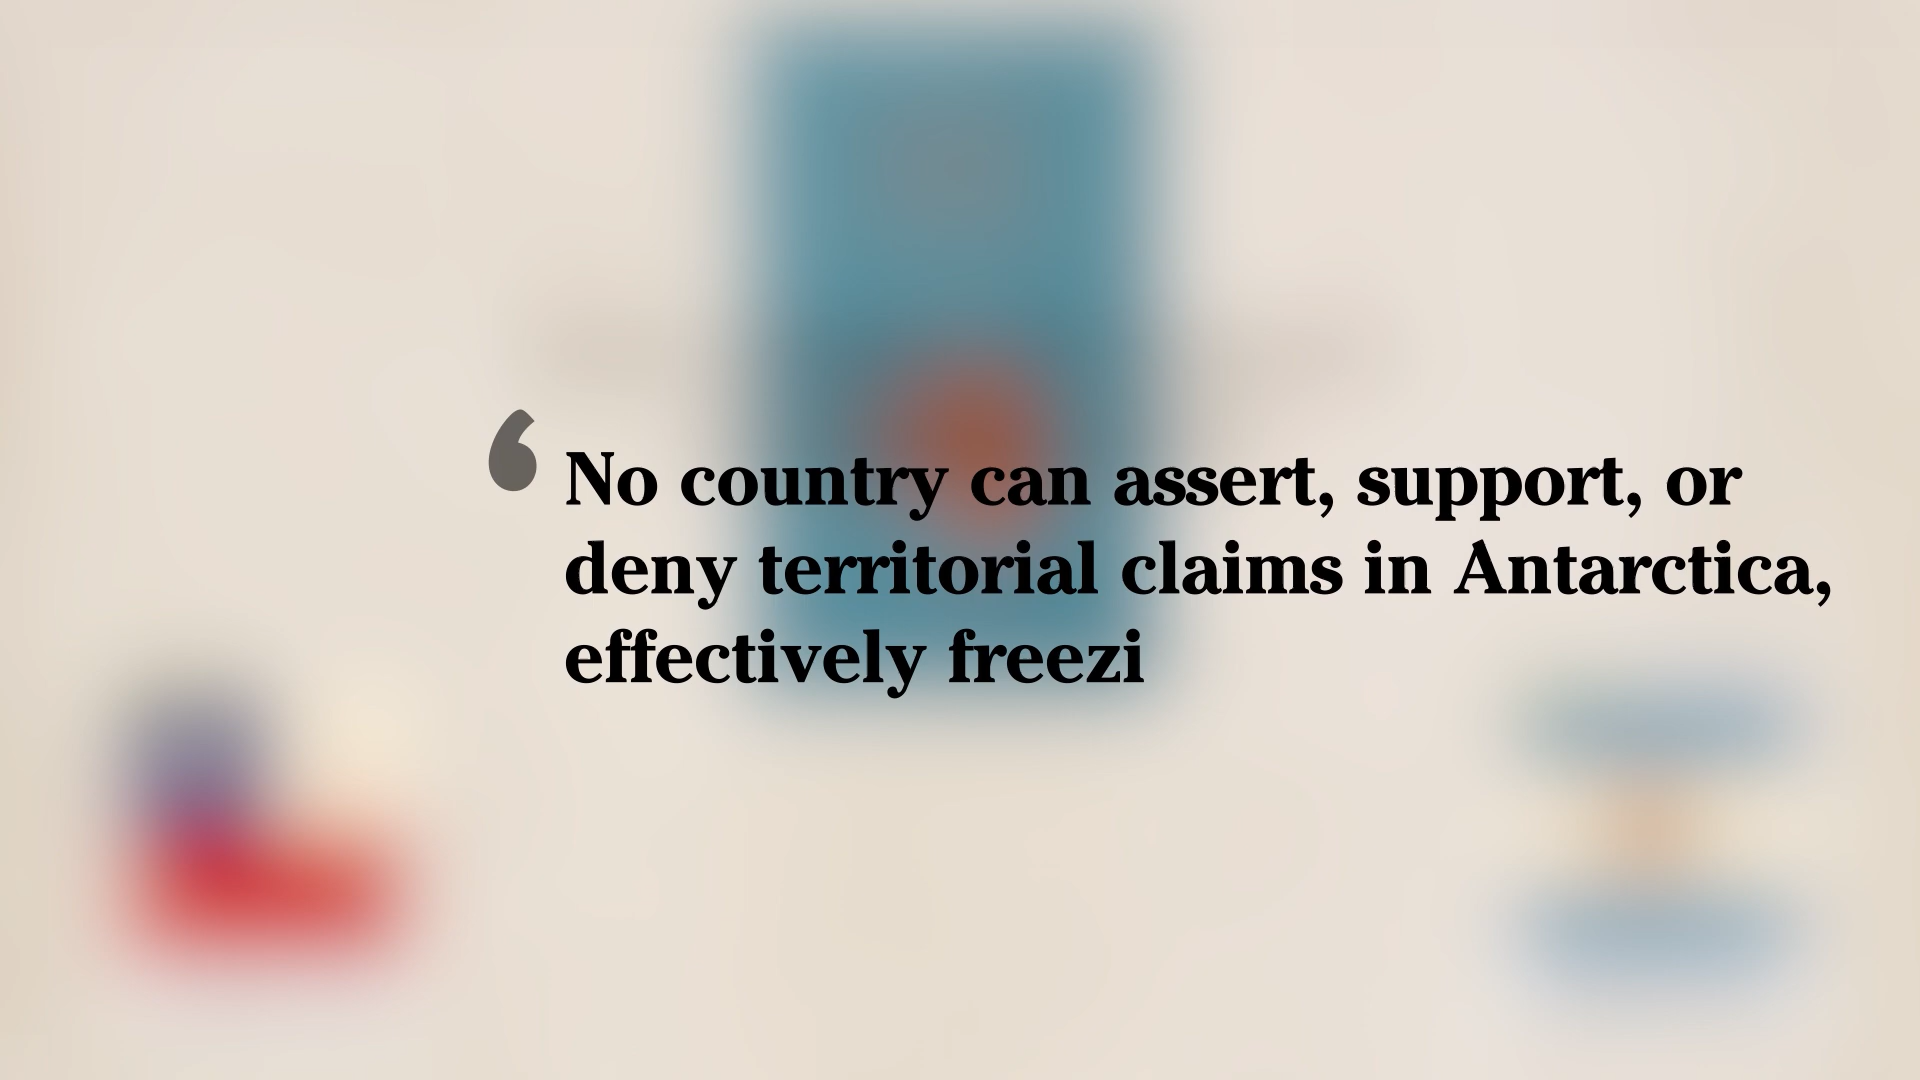 ‘No country can assert, support, or
deny territorial claims in Antarctica,
effectively freezi